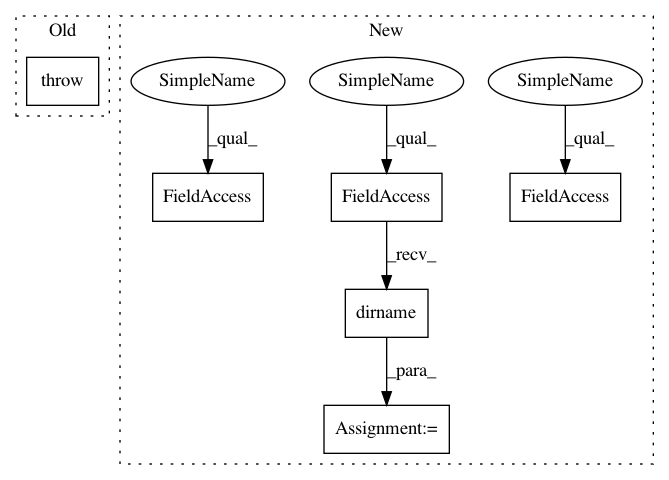 Old
New
throw
SimpleName
SimpleName
SimpleName
_qual_
_qual_
_qual_
FieldAccess
FieldAccess
FieldAccess
_recv_
dirname
_para_
Assignment:=